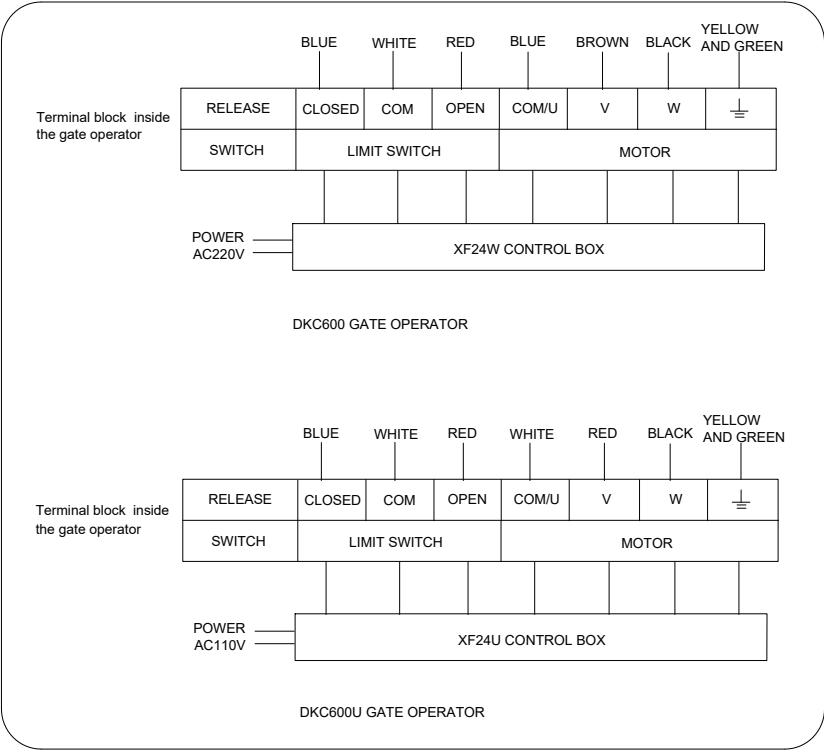 BLUE WHITE RED BLUE BROWN BLACK YELLOW AND GREEN
Terminal block inside
the gate operator
RELEASE CLOSED COM OPEN COM/U V W
SWITCH LIMIT SWITCH MOTOR
POWER
AC220V
XF24W CONTROL BOX
DKC600 GATE OPERATOR
BLUE WHITE RED WHITE RED BLACK YELLOW AND GREEN
Terminal block inside
the gate operator
RELEASE CLOSED COM OPEN COM/U V W
SWITCH LIMIT SWITCH MOTOR
POWER
AC110V
XF24U CONTROL BOX
DKC600U GATE OPERATOR